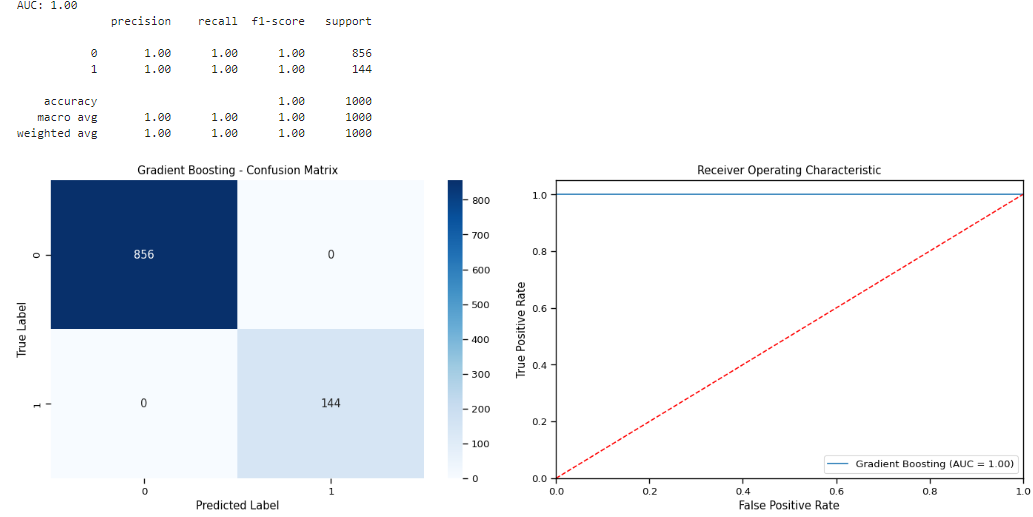 AUC: 1.00
precision recall f1-score support
0 1.00 1.00 1.00 856
1 1.00 1.00 1.00 144
accuracy 1.00 1000
macro avg 1.00 1.00 1.00 1000
weighted avg 1.00 1.00 1.00 1000
Gradient Boosting - Confusion Matrix
True Label
0
1
856 0
0 144
0 1
Predicted Label
800
700
600
500
400
300
200
100
0
Receiver Operating Characteristic
True Positive Rate
1.0
0.8
0.6
0.4
0.2
0.0
Gradient Boosting (AUC = 1.00)
0.0 0.2 0.4 0.6 0.8 1.0
False Positive Rate